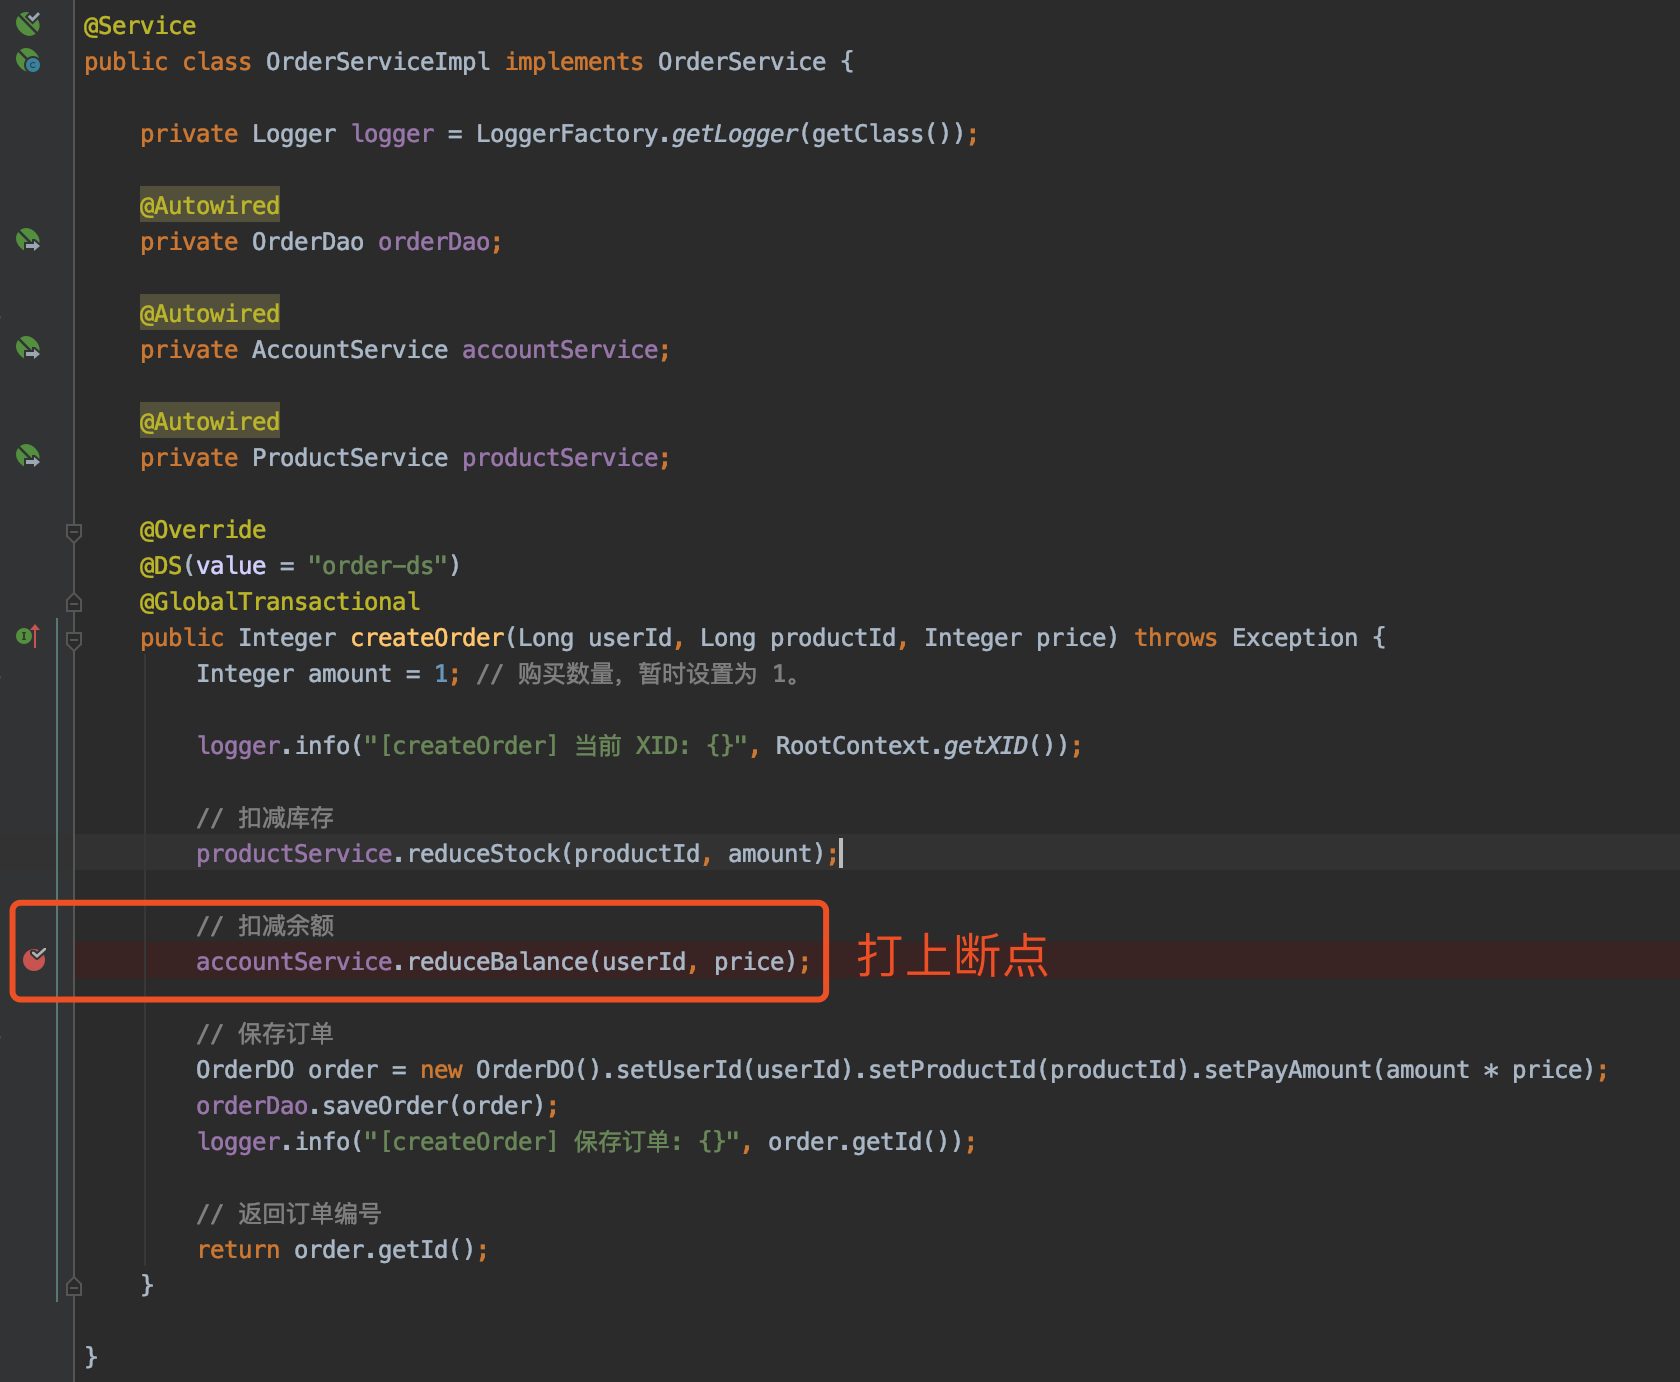 @Service
public class OrderServiceImpl implements OrderService {
private Logger logger = LoggerFactory.getLogger(getClass());
@Autowired
private OrderDao orderDao;
@Autowired
private AccountService accountService;
@Autowired
private ProductService productService;
@Override
@DS(value = "order-ds")
@GlobalTransactional
public Integer createOrder(Long userId, Long productId, Integer price) throws Exception {
Integer amount = 1; // 购买数量，暂时设置为 1。
logger.info("[createOrder] 当前 XID: {}", RootContext.getXID());
// 扣减库存
productService.reduceStock(productId, amount);
// 扣减余额
accountService.reduceBalance(userId, price);
打上断点
// 保存订单
OrderDO order = new OrderDO().setUserId(userId).setProductId(productId).setPayAmount(amount * price);
orderDao.saveOrder(order);
logger.info("[createOrder] 保存订单: {}", order.getId());
// 返回订单编号
return order.getId();
}
}